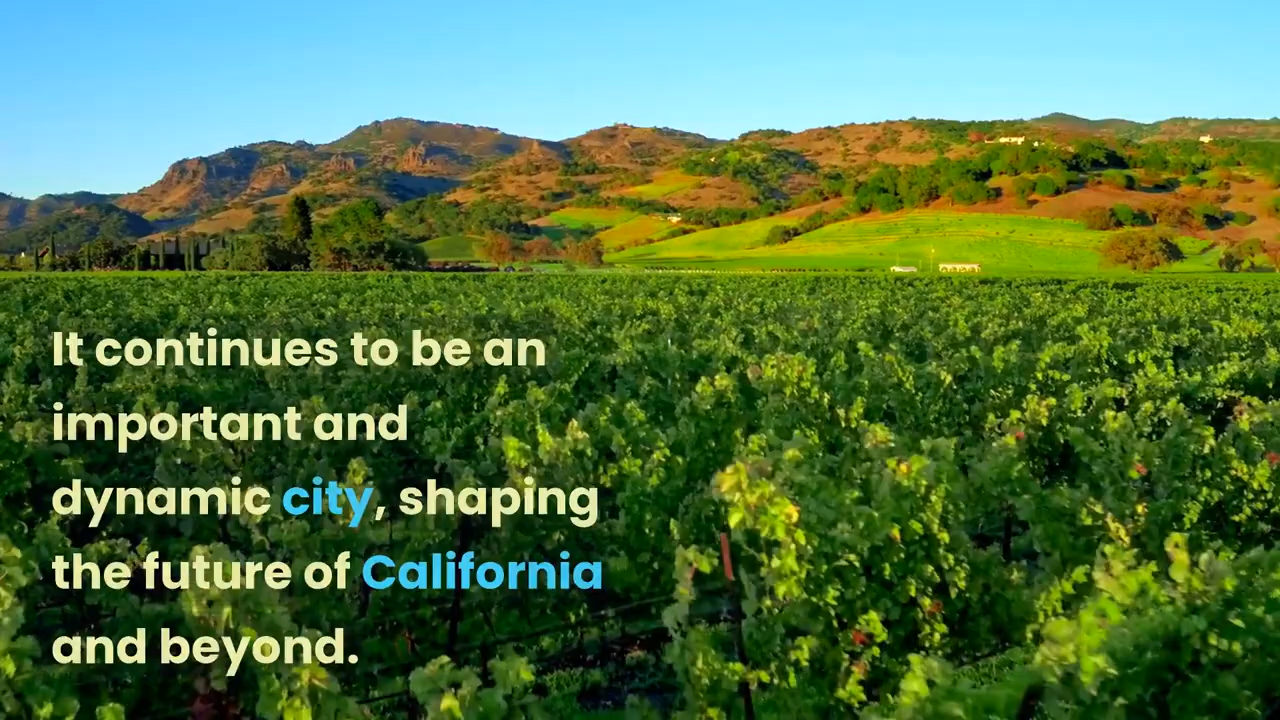 It continues to be an
important and
dynamic city, shaping
the future of California
and beyond.